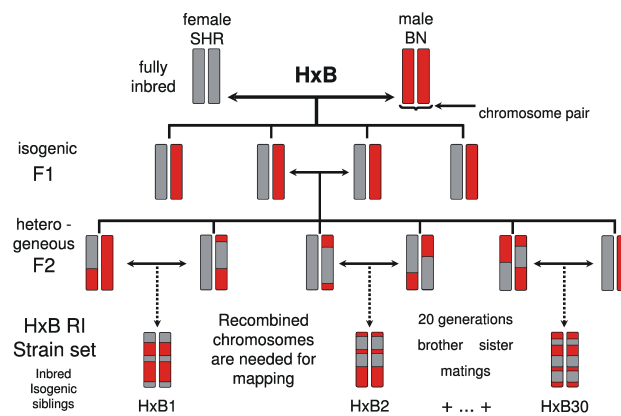 female
SHR
male
BN
fully
inbred
HxB
chromosome pair
isogenic
F1
hetero -
geneous
F2
HxB RI
Strain set
Inbred
Isogenic
siblings
Recombined
chromosomes
are needed for
mapping
20 generations
brother sister
matings
HxB1
HxB2
+ ... +
HxB30